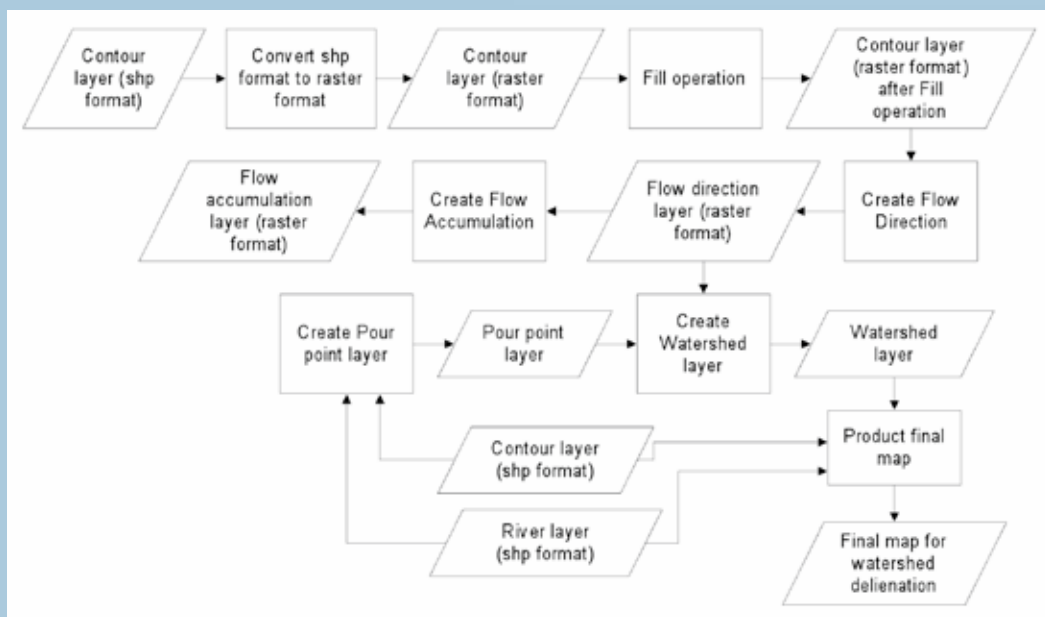 Contour
layer (shp
format)
Convert shp
format to raster
format
Contour
layer (raster
format)
Fill operation
Contour layer
(raster format)
after Fill
operation
Flow
accumulation
layer (raster
format)
Create Flow
Accumulation
Flow direction
layer (raster
format)
Create Flow
Direction
Create Pour
point layer
Pour point
layer
Create
Watershed
layer
Watershed
layer
Contour layer
(shp format)
Product final
map
River layer
(shp format)
Final map for
watershed
delienation